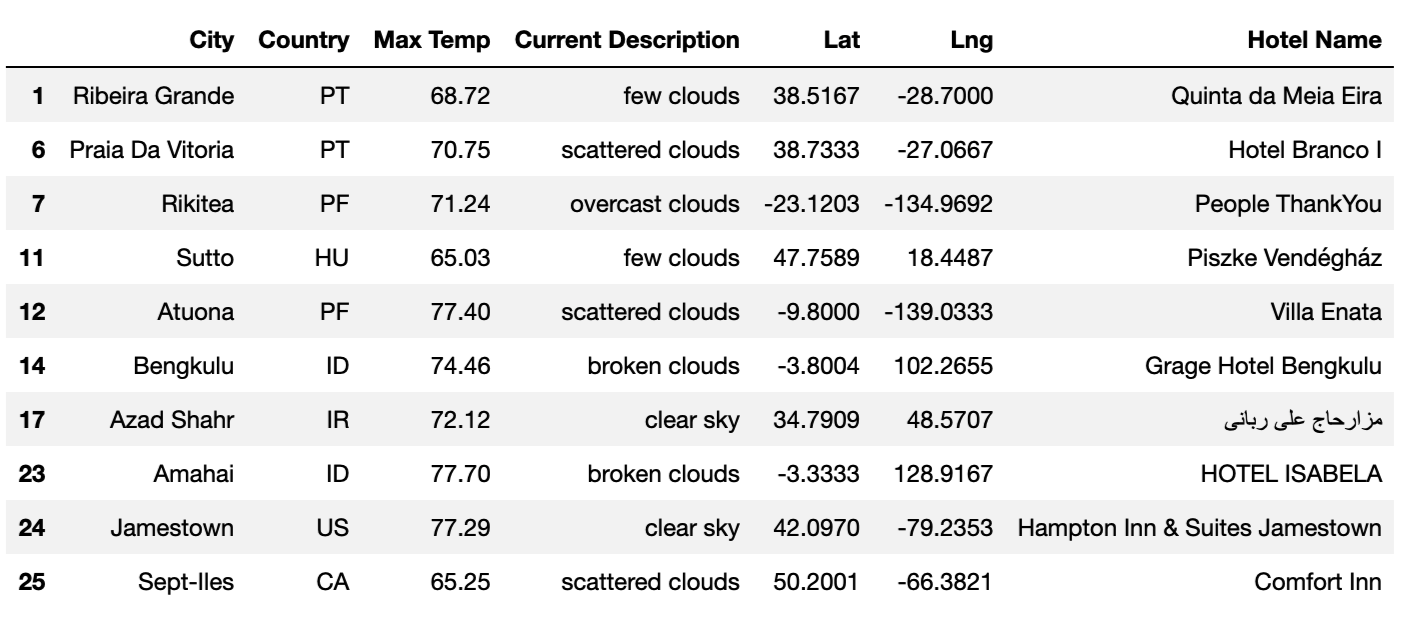 City Country Max Temp Current Description Lat Lng Hotel Name
1 Ribeira Grande PT 68.72 few clouds 38.5167 -28.7000 Quinta da Meia Eira
6 Praia Da Vitoria PT 70.75 scattered clouds 38.7333 -27.0667 Hotel Branco I
7 Rikitea PF 71.24 overcast clouds -23.1203 -134.9692 People ThankYou
11 Sutto HU 65.03 few clouds 47.7589 18.4487 Piszke Vendégház
12 Atuona PF 77.40 scattered clouds -9.8000 -139.0333 Villa Enata
14 Bengkulu ID 74.46 broken clouds -3.8004 102.2655 Grage Hotel Bengkulu
17 Azad Shahr IR 72.12 clear sky 34.7909 48.5707 مزارحاج علی ربانی
23 Amahai ID 77.70 broken clouds -3.3333 128.9167 HOTEL ISABELA
24 Jamestown US 77.29 clear sky 42.0970 -79.2353 Hampton Inn & Suites Jamestown
25 Sept-Iles CA 65.25 scattered clouds 50.2001 -66.3821 Comfort Inn